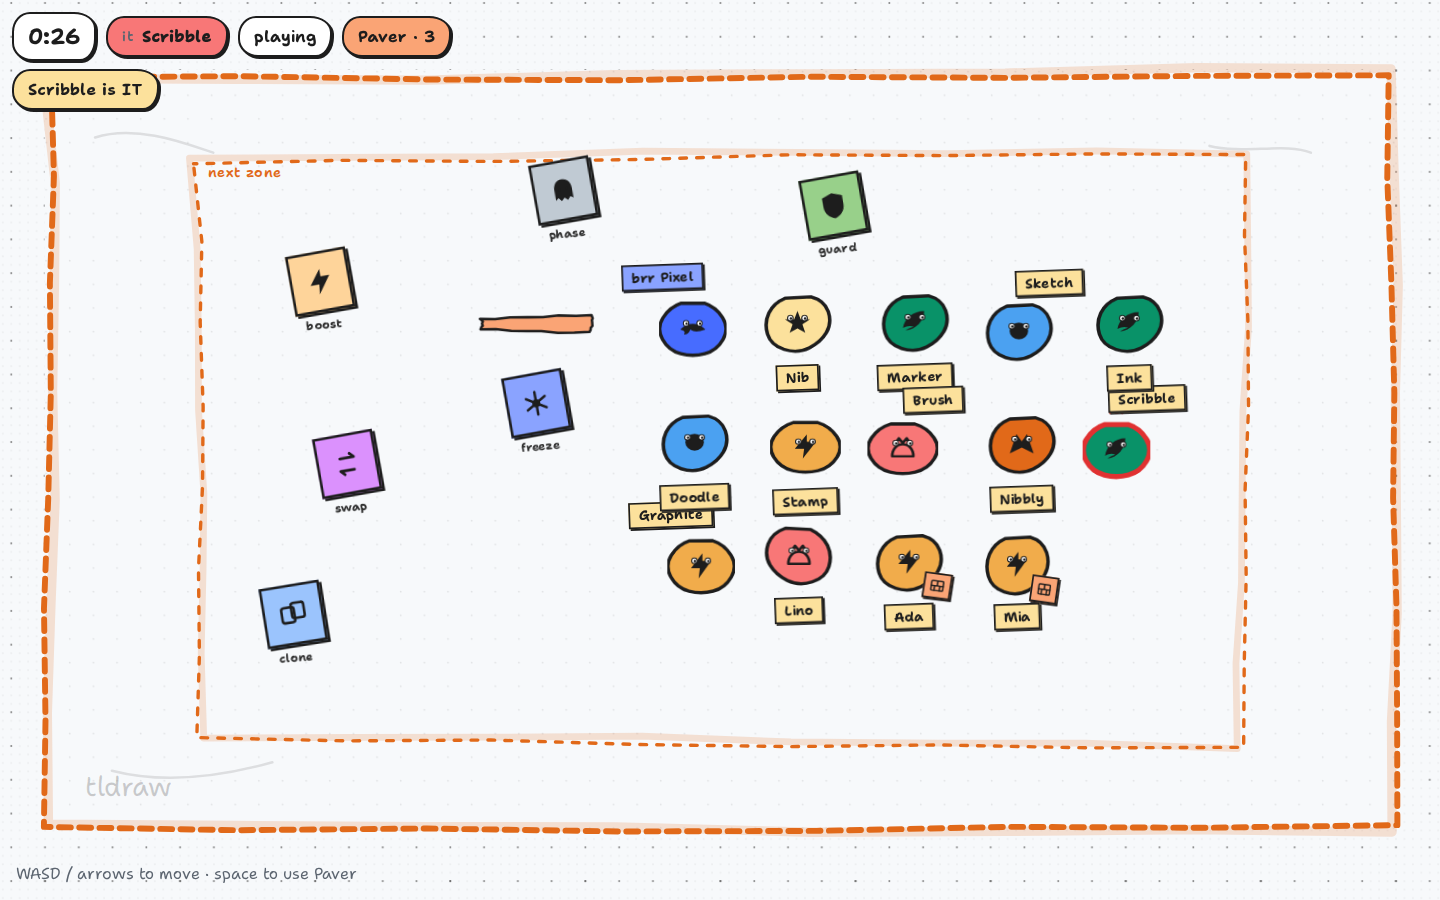 0:26
it Scribble
playing
Paver · 3
Scribble is IT
next zone
phase
guard
boost
brr Pixel
Sketch
Nib
Marker
Ink
Brush
Scribble
freeze
swap
Doodle
Stamp
Nibbly
Graphite
Lino
Ada
Mia
clone
tldraw
WASD / arrows to move · space to use Paver